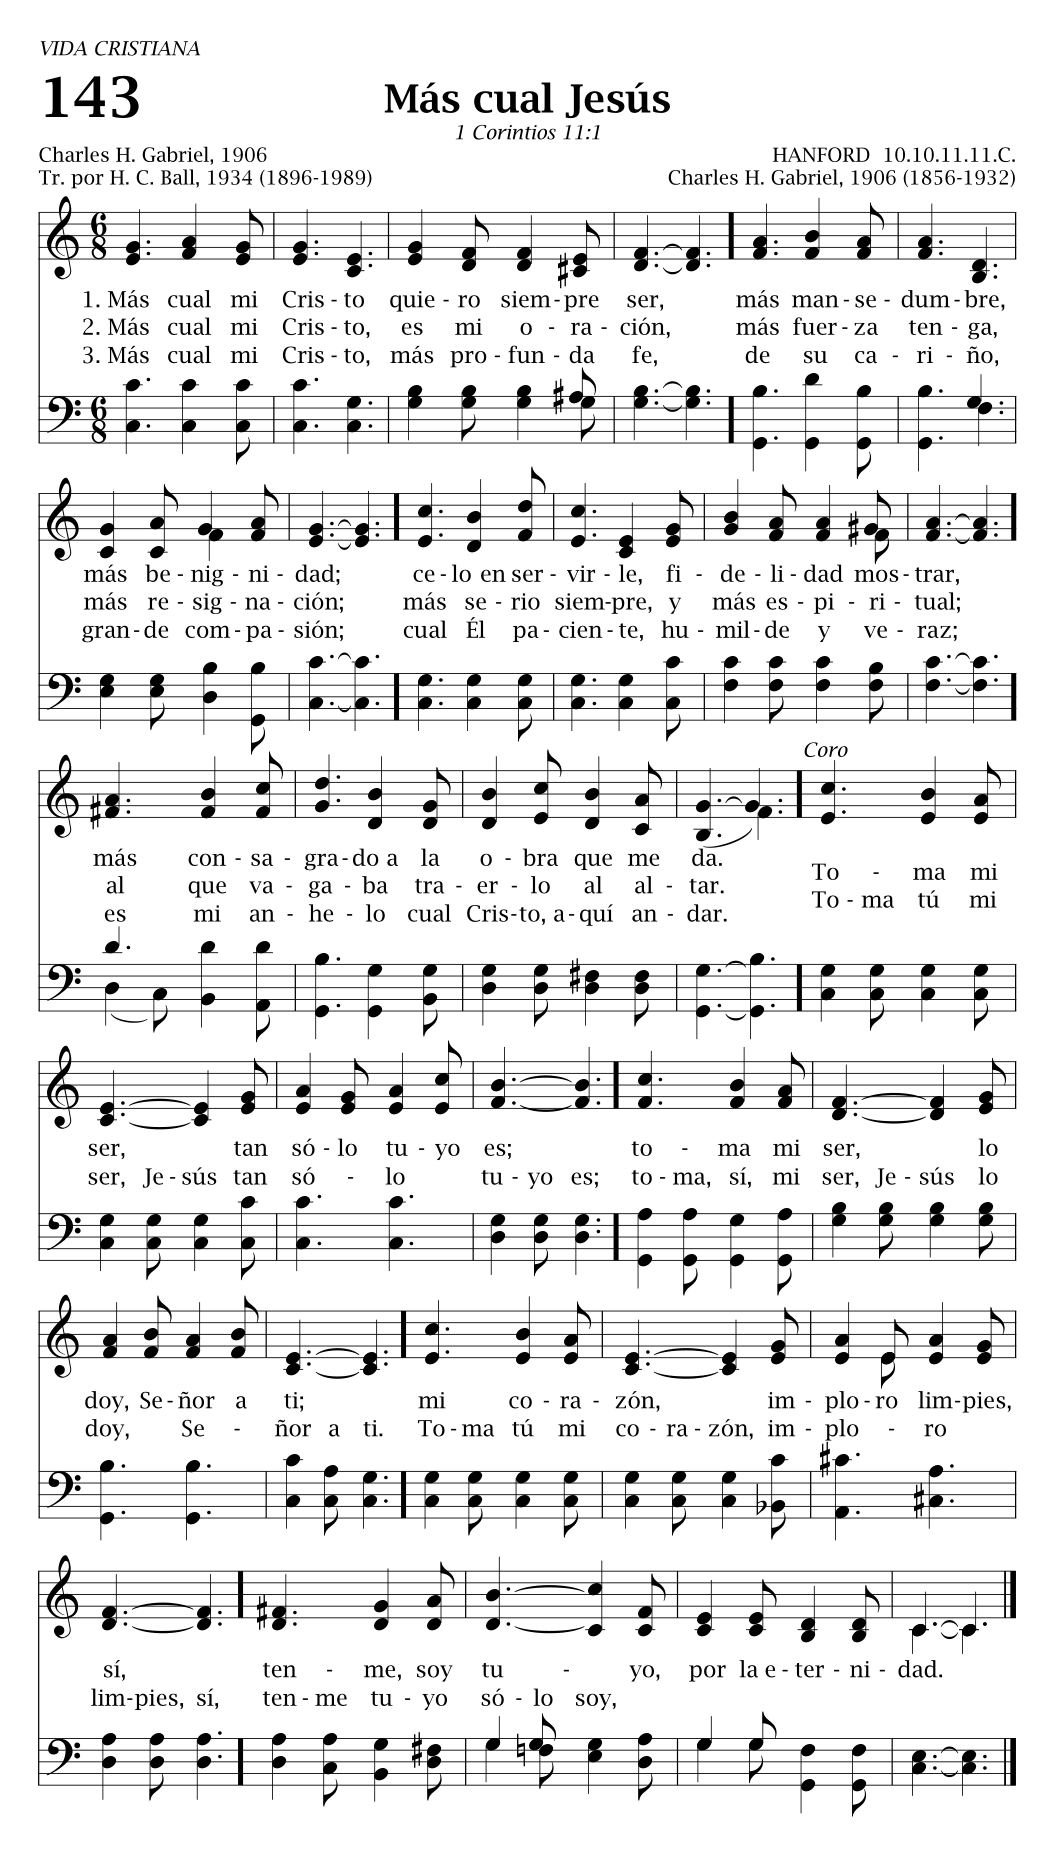 VIDA CRISTIANA
143
Más cual Jesús
1 Corintios 11:1
Charles H. Gabriel, 1906
HANFORD 10.10.11.11.C.
Tr. por H. C. Ball, 1934 (1896-1989)
Charles H. Gabriel, 1906 (1856-1932)
6 8
1. Más cual mi Cris - to quie - ro siem - pre ser, más man - se - dum - bre,
2. Más cual mi Cris - to, es mi o - ra - ción, más fuer - za ten - ga,
3. Más cual mi Cris - to, más pro - fun - da fe, de su ca - ri - ño,
6 8
más be - nig - ni - dad; ce - lo en ser - vir - le, fi - de - li - dad mos - trar,
más re - sig - na - ción; más se - rio siem - pre, y más es - pi - ri - tual;
gran - de com - pa - sión; cual Él pa - cien - te, hu - mil - de y ve - raz;
Coro
más con - sa - gra - do a la o - bra que me da. To - ma mi
al que va - ga - ba tra - er - lo al al - tar. To - ma tú mi
es mi an - he - lo cual Cris - to, a - quí an - dar.
ser, tan só - lo tu - yo es; to - ma mi ser, lo
ser, Je - sús tan só - lo tu - yo es; to - ma, sí, mi ser, Je - sús lo
doy, Se - ñor a ti; mi co - ra - zón, im - plo - ro lim - pies,
doy, Se - ñor a ti. To - ma tú mi co - ra - zón, im - plo - ro
sí, ten - me, soy tu - yo, por la e - ter - ni - dad.
lim - pies, sí, ten - me tu - yo só - lo soy,